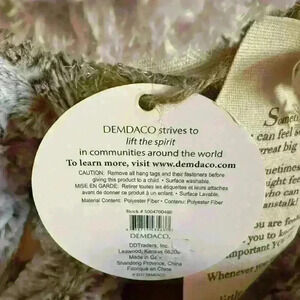 DEMDACO strives to
lift the spirit
in communities around the world
To learn more, visit www.demdaco.com
CAUTION: Remove all hang tags and their fasteners before
giving this product to a child. • Surface washable.
MISE EN GARDE: Retirer toutes les étiquettes et leurs attaches
avant de donner ce produit à un enfant. • Surface Lavable.
Material Content: Polyester Fiber • Contenu: Polyester Fiber
DEMDACO.
DDTraders, Inc.
Leawood, Kansas
Made in
Shandong Province, China
Fabriqué en Chine
Someti
can feel s
great big
who c
Whenever you